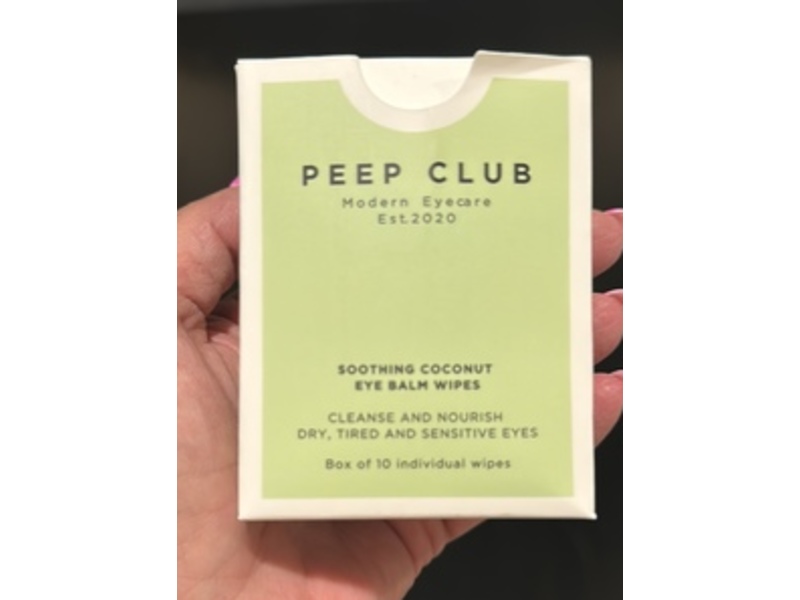 PEEP CLUB
Modern Eyecare
Est.2020
SOOTHING COCONUT
EYE BALM WIPES
CLEANSE AND NOURISH
DRY, TIRED AND SENSITIVE EYES
Box of 10 individual wipes